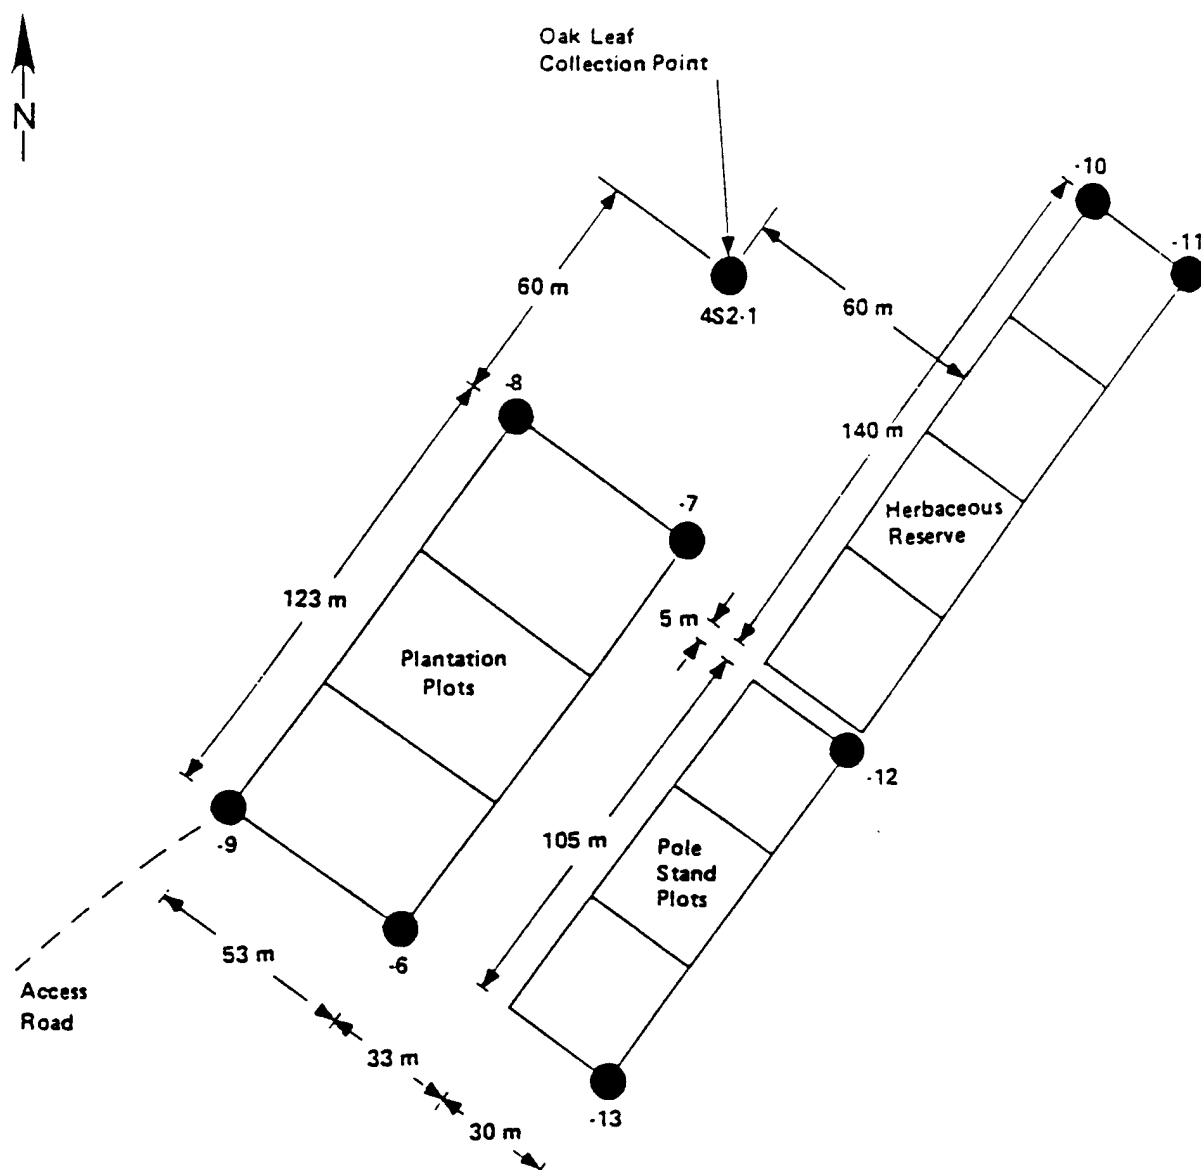 Oak Leaf
Collection Point
N
-10
-11
60 m
4S2-1
60 m
-8
140 m
-7
Herbaceous
Reserve
123 m
5 m
Plantation
Plots
-12
-9
105 m
Pole
Stand
Plots
53 m
-6
Access
Road
33 m
-13
30 m